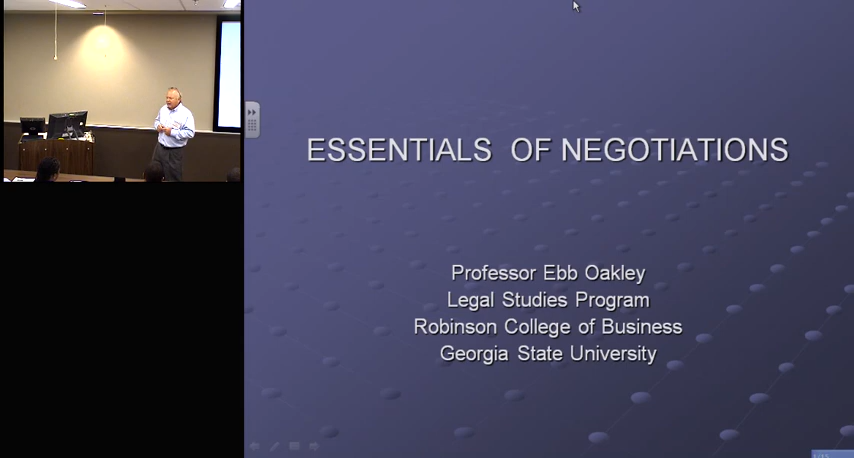 ESSENTIALS OF NEGOTIATIONS
Professor Ebb Oakley
Legal Studies Program
Robinson College of Business
Georgia State University